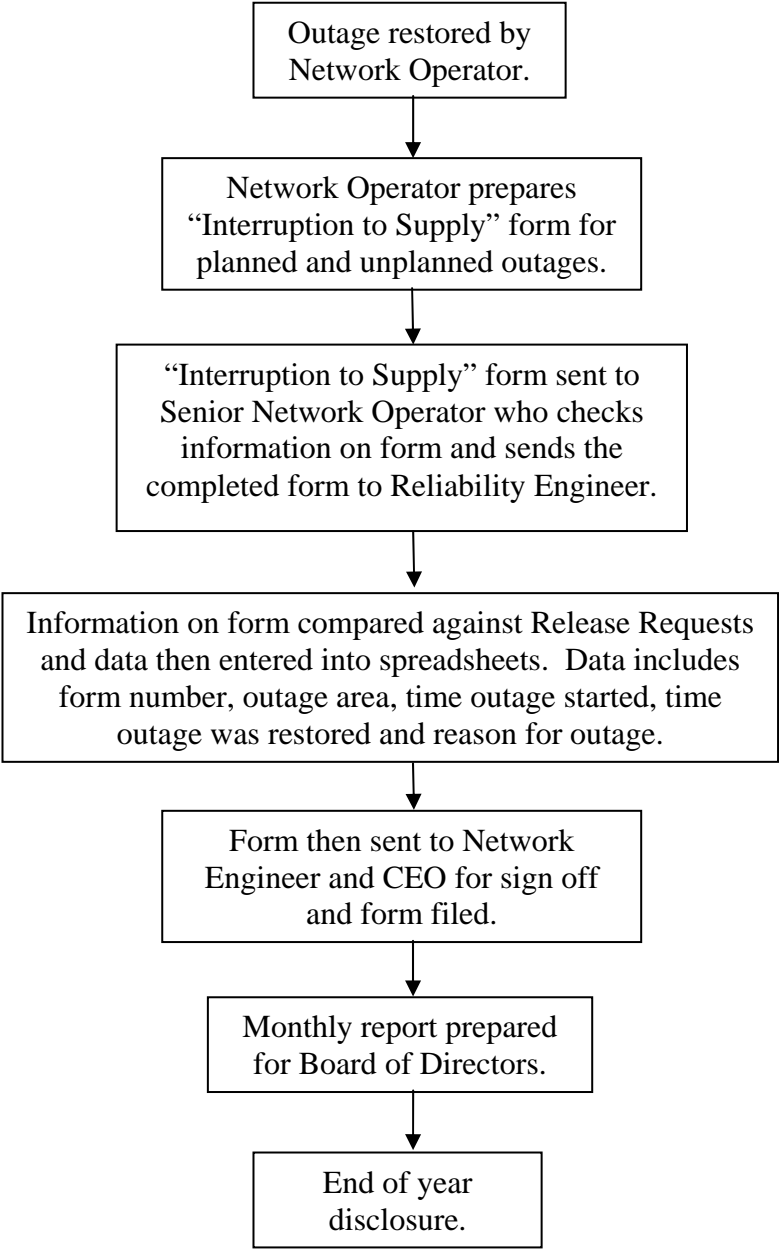 Outage restored by
Network Operator.
Network Operator prepares
“Interruption to Supply” form for
planned and unplanned outages.
“Interruption to Supply” form sent to
Senior Network Operator who checks
information on form and sends the
completed form to Reliability Engineer.
Information on form compared against Release Requests
and data then entered into spreadsheets.  Data includes
form number, outage area, time outage started, time
outage was restored and reason for outage.
Form then sent to Network
Engineer and CEO for sign off
and form filed.
Monthly report prepared
for Board of Directors.
End of year
disclosure.